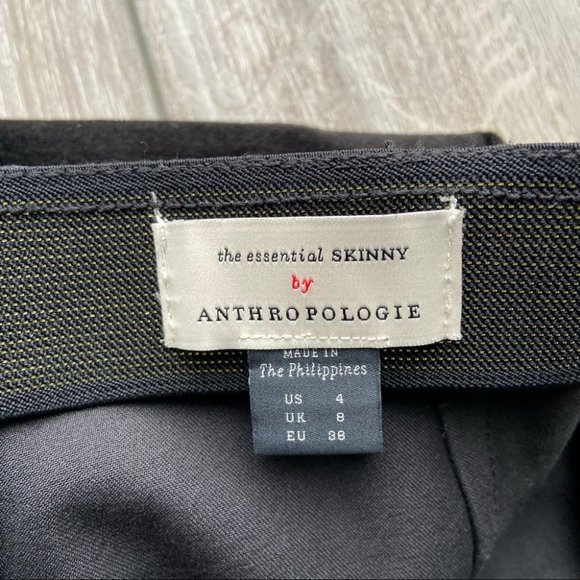 the essential SKINNY
by
ANTHROPOLOGIE
MADE IN
The Philippines
US 4
UK 8
EU 38